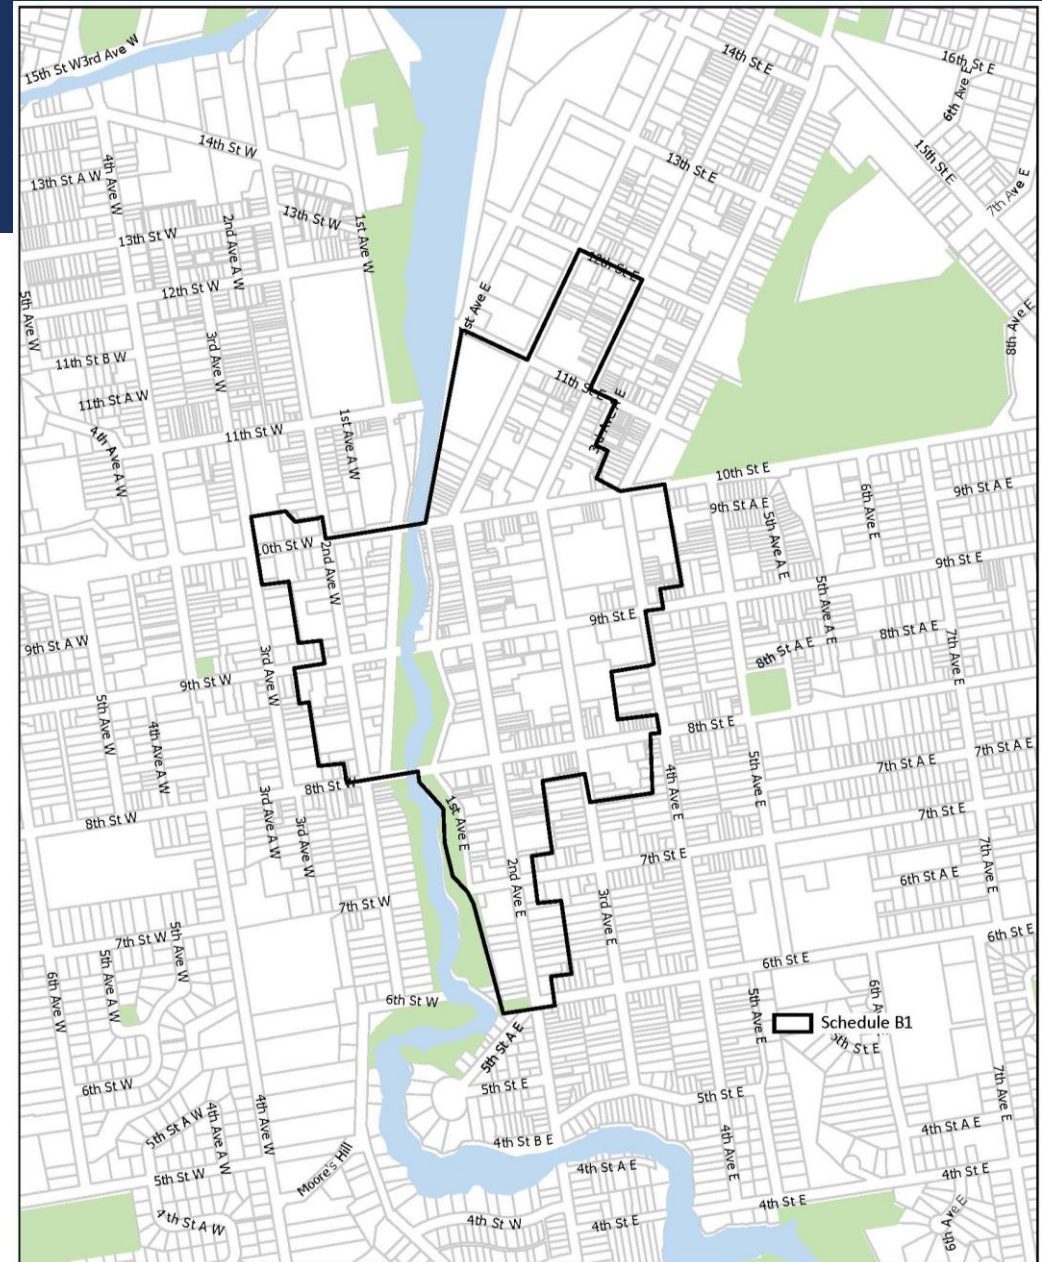 15th St W
3rd Ave W
14th St E
16th St E
6th Ave E
14th St W
13th St E
15th St E
13th St A W
4th Ave W
7th Ave E
13th St W
2nd Ave A W
13th St W
1st Ave W
12th St E
12th St W
5th Ave W
1st Ave E
8th Ave E
3rd Ave W
11th St B W
11th St A W
11th St E
3rd Ave E
4th Ave A W
11th St W
1st Ave A W
10th St E
9th St A E
9th St A E
6th Ave E
5th Ave A E
10th St W
2nd Ave W
9th St E
5th Ave A E
9th St E
9th St A W
8th St A E
8th St A E
7th Ave E
3rd Ave W
9th St W
5th Ave W
4th Ave A W
8th St E
7th St A E
7th St A E
4th Ave E
5th Ave E
8th St W
8th St W
1st Ave E
7th St E
3rd Ave A W
3rd Ave W
7th St E
7th Ave E
2nd Ave E
6th St A E
7th St W
3rd Ave E
7th St W
5th Ave W
6th St E
6th St E
5th Ave A W
6th Ave W
6th St W
5th Ave E
6th
Schedule B1
5th St E
5th St A E
6th St W
5th St E
5th St E
7th Ave E
5th St A W
4th Ave A W
4th Ave W
4th St B E
4th St A E
4th Ave E
4th St A E
5th St W
Moore's Hill
4th St E
4th St E
4th St A W
4th St W
4th St E
6th Ave E